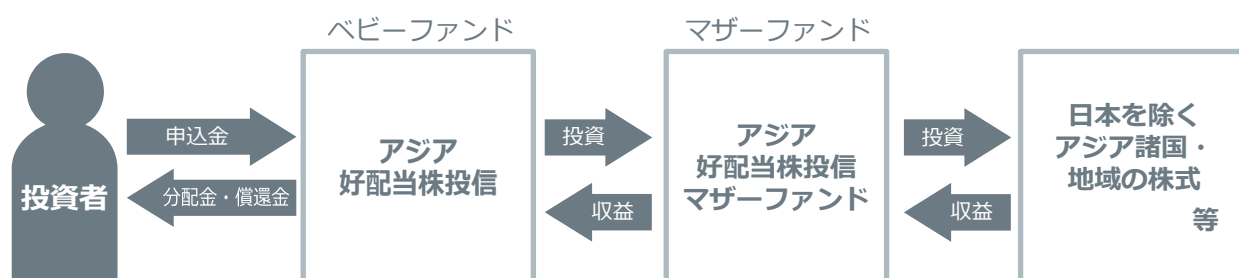 ベビーファンド
マザーファンド
投資者
申込金
分配金・償還金
アジア
好配当株投信
投資
収益
アジア
好配当株投信
マザーファンド
投資
収益
日本を除く
アジア諸国・
地域の株式
等